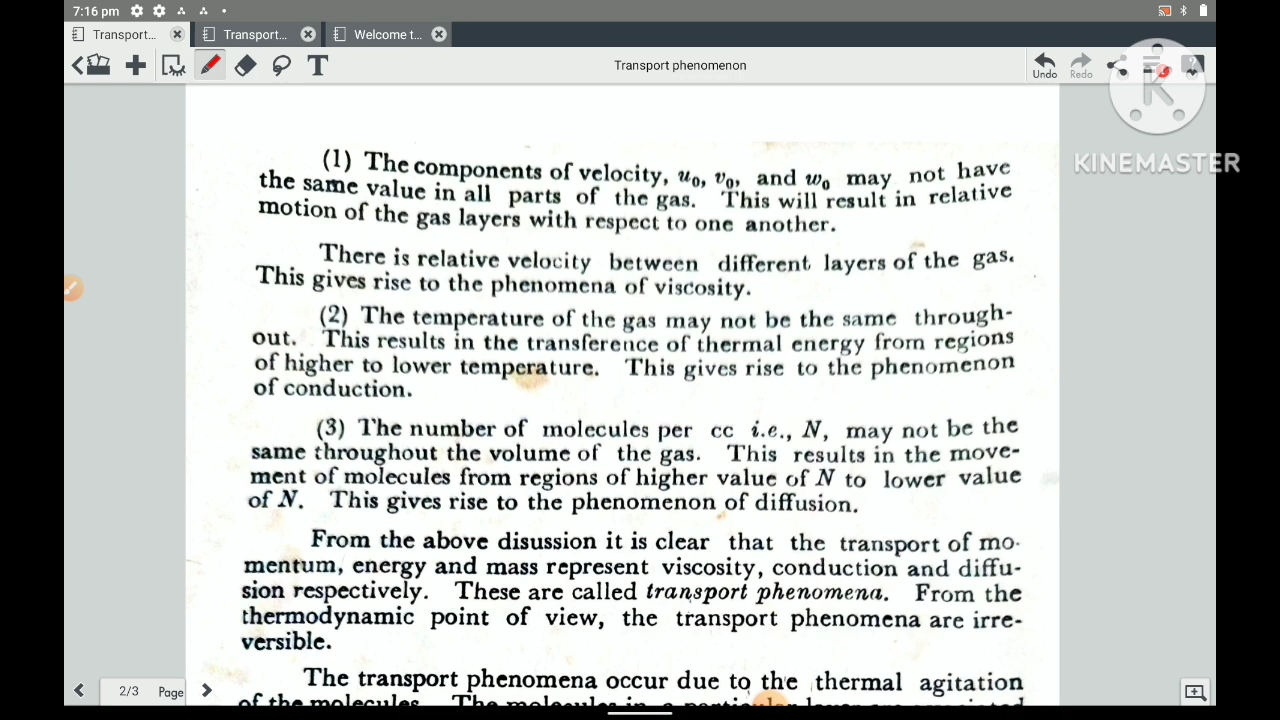 7:16 pm
Transport...
Transport...
Welcome t...
Transport phenomenon
Undo
Redo
K
KINEMASTER
(1) The components of velocity, u0, v0, and w0 may not have
the same value in all parts of the gas. This will result in relative
motion of the gas layers with respect to one another.
There is relative velocity between different layers of the gas.
This gives rise to the phenomena of viscosity.
(2) The temperature of the gas may not be the same through-
out. This results in the transference of thermal energy from regions
of higher to lower temperature. This gives rise to the phenomenon
of conduction.
(3) The number of molecules per cc i.e., N, may not be the
same throughout the volume of the gas. This results in the move-
ment of molecules from regions of higher value of N to lower value
of N. This gives rise to the phenomenon of diffusion.
From the above disussion it is clear that the transport of mo-
mentum, energy and mass represent viscosity, conduction and diffu-
sion respectively. These are called transport phenomena. From the
thermodynamic point of view, the transport phenomena are irre-
versible.
The transport phenomena occur due to the thermal agitation
of the molecules. The molecules in a particular layer are associated
2/3 Page